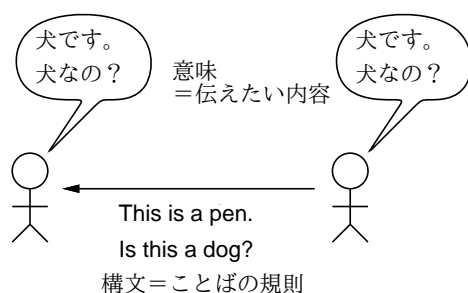 犬です。
犬なの？
意味
＝伝えたい内容
犬です。
犬なの？
This is a pen.
Is this a dog?
構文＝ことばの規則